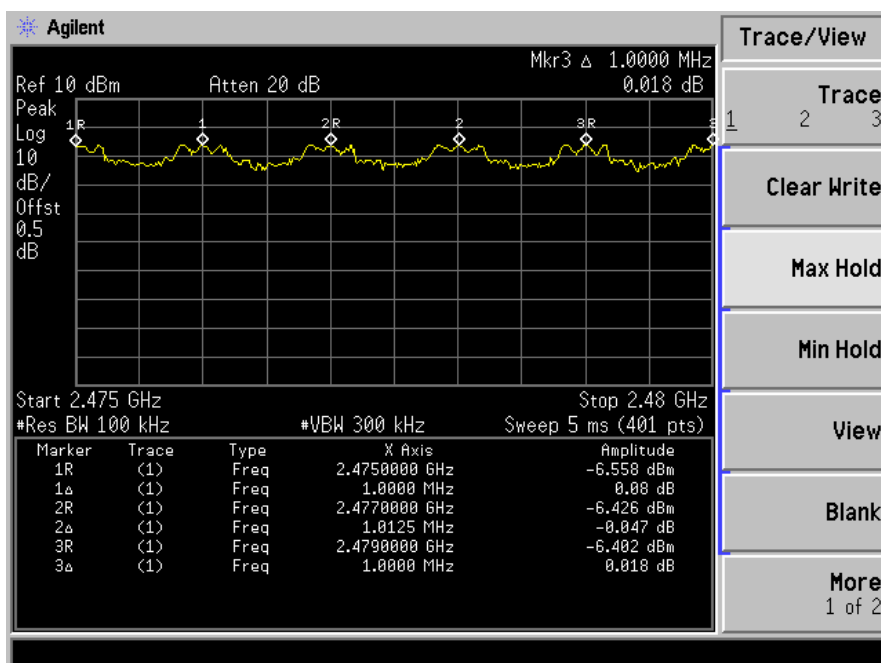 Agilent
Trace/View
Mkr3 Δ 1.0000 MHz
Ref 10 dBm Atten 20 dB 0.018 dB
Peak
Log
10
dB/
Offst
0.5
dB
1R 1 2R 2 3R 3
Start 2.475 GHz Stop 2.48 GHz
#Res BW 100 kHz #VBW 300 kHz Sweep 5 ms (401 pts)
Marker Trace Type X Axis Amplitude
1R (1) Freq 2.4750000 GHz -6.558 dBm
1Δ (1) Freq 1.0000 MHz 0.08 dB
2R (1) Freq 2.4770000 GHz -6.426 dBm
2Δ (1) Freq 1.0125 MHz -0.047 dB
3R (1) Freq 2.4790000 GHz -6.402 dBm
3Δ (1) Freq 1.0000 MHz 0.018 dB
Trace
1 2 3
Clear Write
Max Hold
Min Hold
View
Blank
More
1 of 2